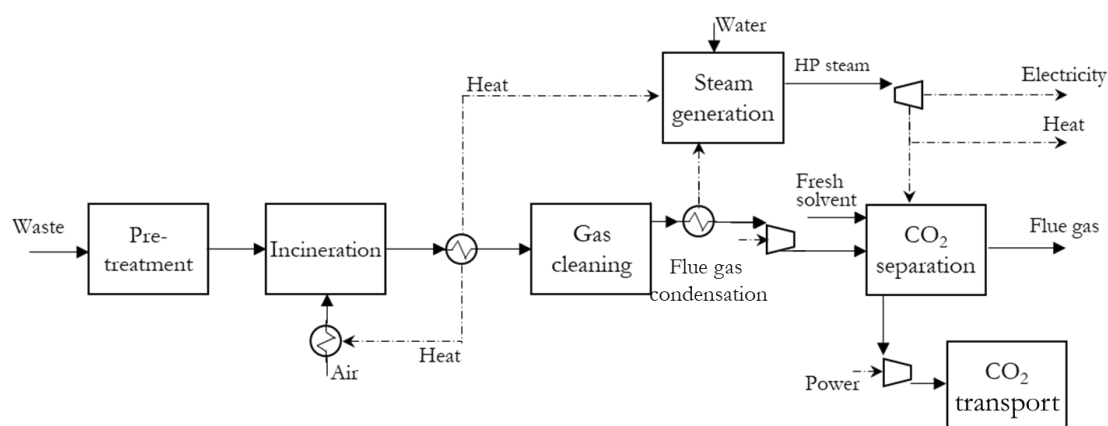 Water
HP steam
Steam
generation
Electricity
Heat
Heat
Fresh
solvent
Waste
Pre-
treatment
Incineration
Gas
cleaning
Flue gas
condensation
CO₂
separation
Flue gas
Heat
Air
Power
CO₂
transport